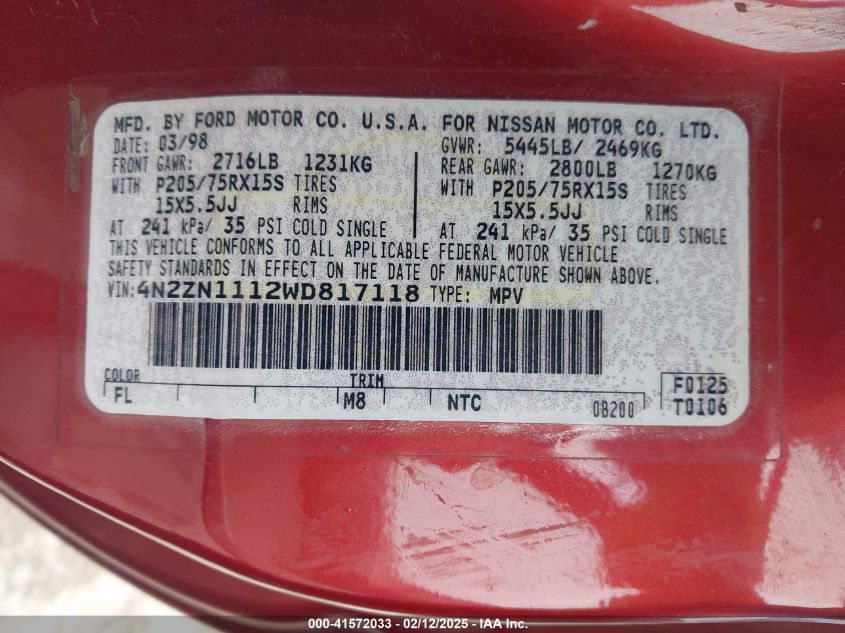 MFD. BY FORD MOTOR CO. U.S.A. FOR NISSAN MOTOR CO. LTD.
DATE: 03/98 GVWR: 5445LB/ 2469KG
FRONT GAWR: 2716LB 1231KG REAR GAWR: 2800LB 1270KG
WITH P205/75RX15S TIRES WITH P205/75RX15S TIRES
15X5.5JJ RIMS 15X5.5JJ RIMS
AT 241 kPa/ 35 PSI COLD SINGLE AT 241 kPa/ 35 PSI COLD SINGLE
THIS VEHICLE CONFORMS TO ALL APPLICABLE FEDERAL MOTOR VEHICLE
SAFETY STANDARDS IN EFFECT ON THE DATE OF MANUFACTURE SHOWN ABOVE.
VIN:4N2ZN1112WD817118 TYPE: MPV
COLOR TRIM F0125
FL M8 NTC 0B200 T0106
000-41572033 - 02/12/2025 - IAA Inc.